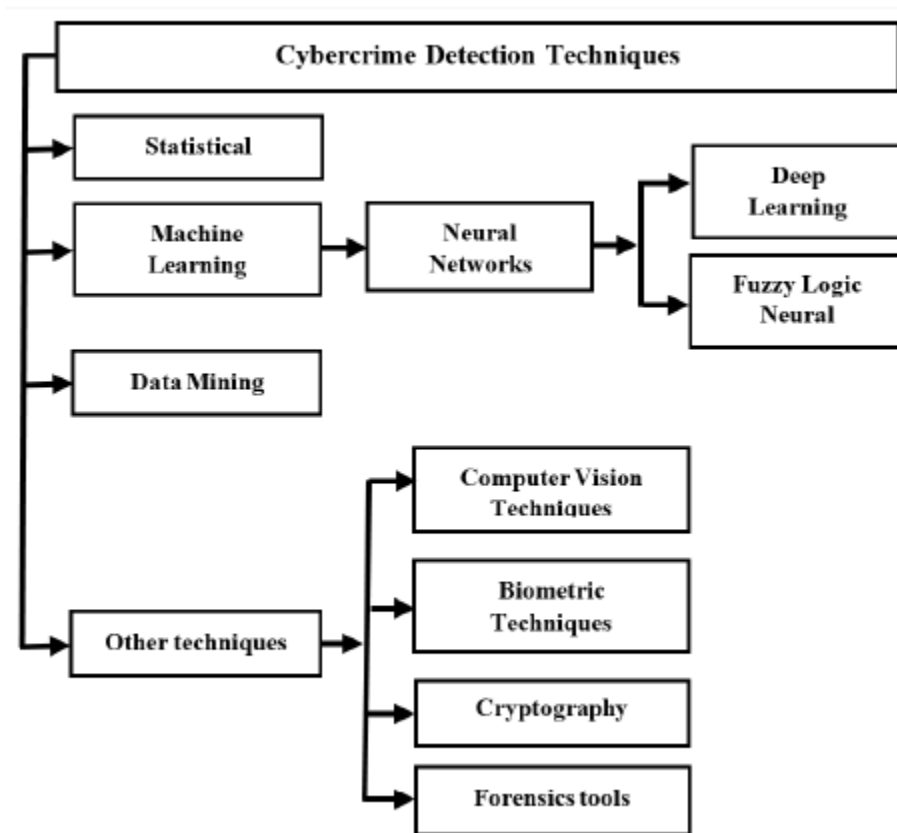 Cybercrime Detection Techniques
Statistical
Machine
Learning
Neural
Networks
Deep
Learning
Fuzzy Logic
Neural
Data Mining
Computer Vision
Techniques
Biometric
Techniques
Other techniques
Cryptography
Forensics tools